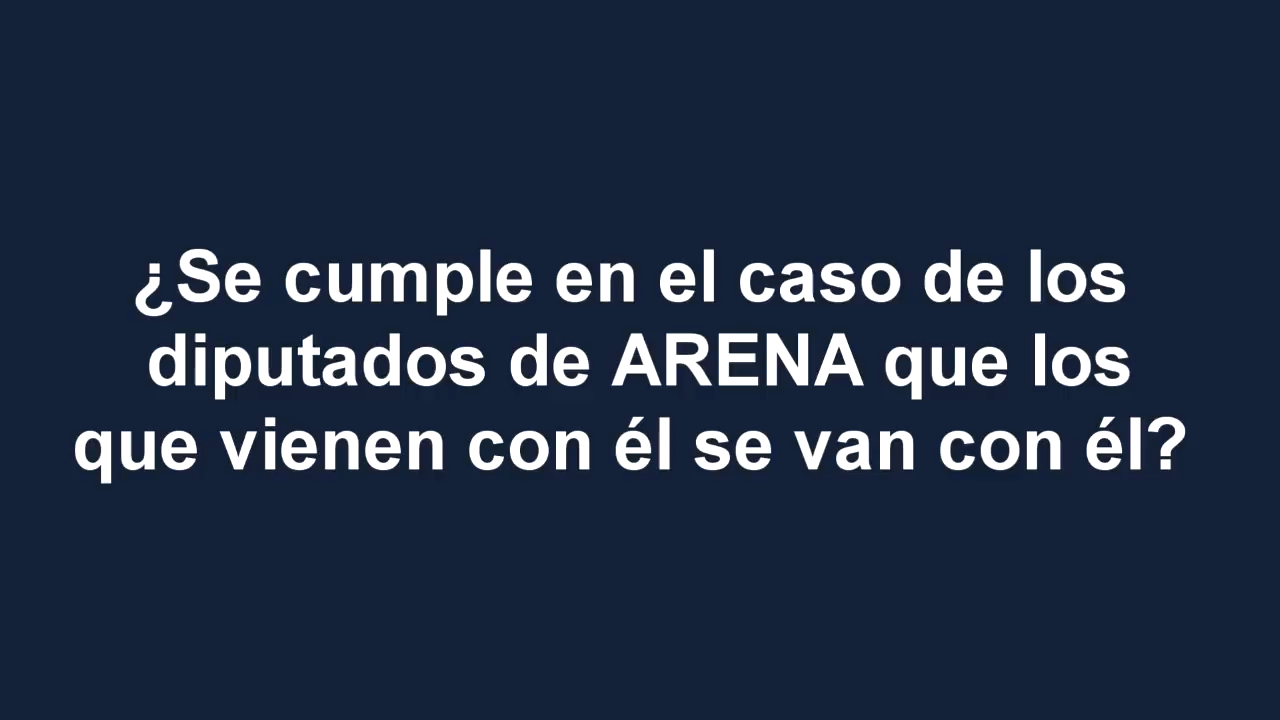 ¿Se cumple en el caso de los
diputados de ARENA que los
que vienen con él se van con él?